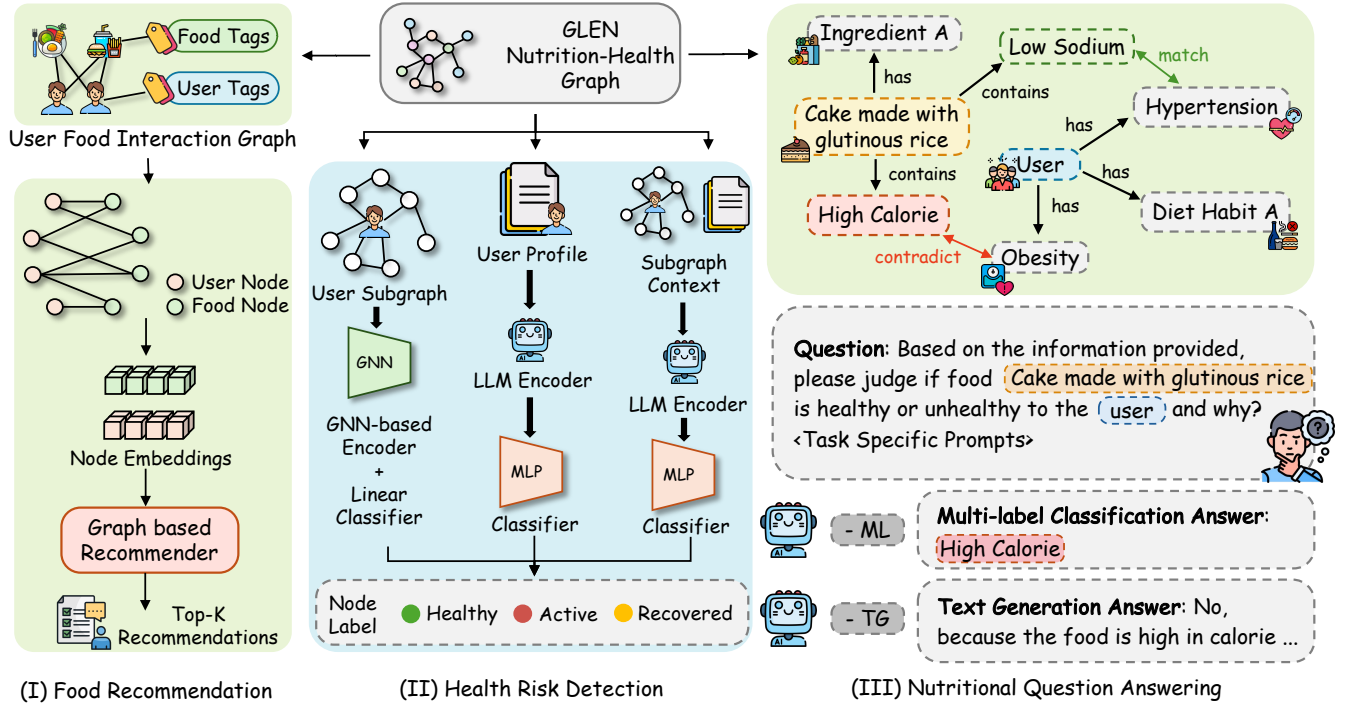 Food Tags
User Tags
User Food Interaction Graph
User Node
Food Node
Node Embeddings
Graph based
Recommender
Top-K
Recommendations
(I) Food Recommendation
GLEN
Nutrition-Health
Graph
User Subgraph
GNN
GNN-based
Encoder
+
Linear
Classifier
User Profile
AI
LLM Encoder
MLP
Classifier
Subgraph
Context
AI
LLM Encoder
MLP
Classifier
Node
Label
Healthy
Active
Recovered
(II) Health Risk Detection
Ingredient A
Low Sodium
match
has
contains
Hypertension
Cake made with
glutinous rice
has
User
contains
has
has
High Calorie
Diet Habit A
contradict
Obesity
Question: Based on the information provided,
please judge if food Cake made with glutinous rice
is healthy or unhealthy to the user and why?
<Task Specific Prompts>
?
AI
- ML
Multi-label Classification Answer:
High Calorie
AI
- TG
Text Generation Answer: No,
because the food is high in calorie ...
(III) Nutritional Question Answering